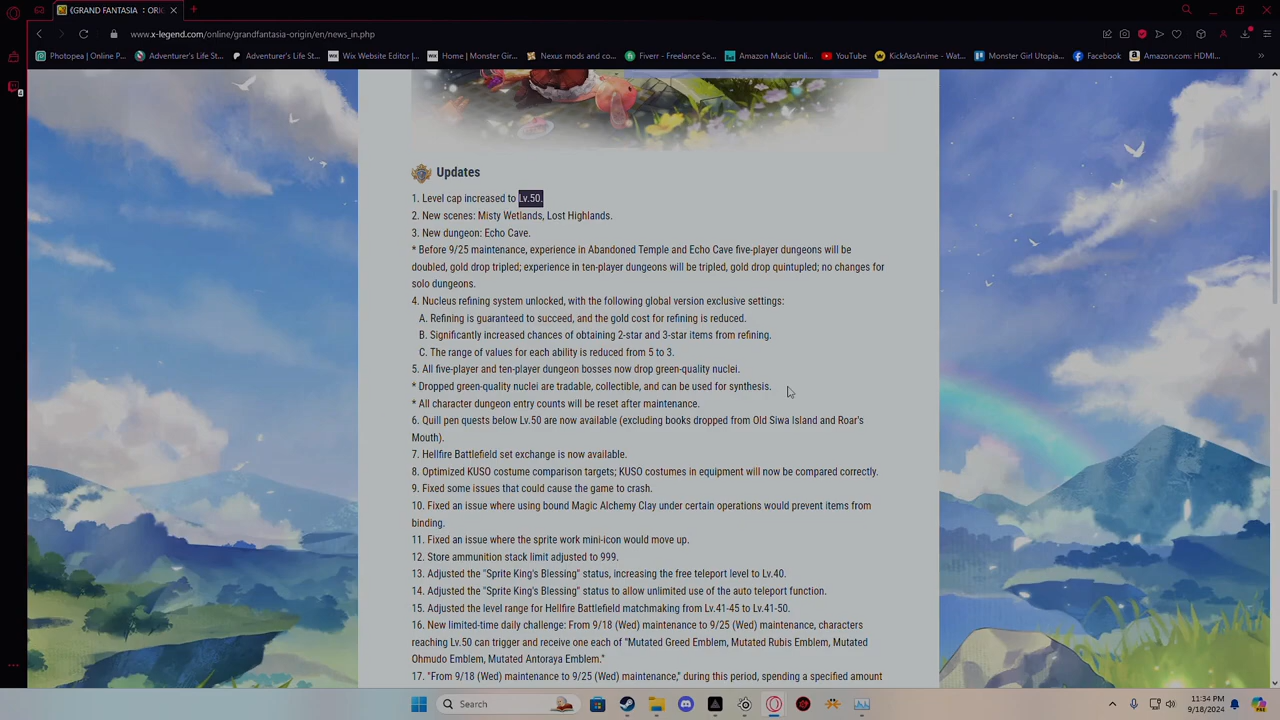 《GRAND FANTASIA : ORI
www.x-legend.com/online/grandfantasia-origin/en/news_in.php
Photopea | Online P... Adventurer's Life St... Adventurer's Life St... Wix Website Editor |... Home | Monster Gir... Nexus mods and co... Fiverr - Freelance Se... Amazon Music Unli... YouTube KickAssAnime - Wat... Monster Girl Utopia... Facebook Amazon.com: HDMI...
Updates
1. Level cap increased to Lv.50.
2. New scenes: Misty Wetlands, Lost Highlands.
3. New dungeon: Echo Cave.
* Before 9/25 maintenance, experience in Abandoned Temple and Echo Cave five-player dungeons will be
doubled, gold drop tripled; experience in ten-player dungeons will be tripled, gold drop quintupled; no changes for
solo dungeons.
4. Nucleus refining system unlocked, with the following global version exclusive settings:
A. Refining is guaranteed to succeed, and the gold cost for refining is reduced.
B. Significantly increased chances of obtaining 2-star and 3-star items from refining.
C. The range of values for each ability is reduced from 5 to 3.
5. All five-player and ten-player dungeon bosses now drop green-quality nuclei.
* Dropped green-quality nuclei are tradable, collectible, and can be used for synthesis.
* All character dungeon entry counts will be reset after maintenance.
6. Quill pen quests below Lv.50 are now available (excluding books dropped from Old Siwa Island and Roar's
Mouth).
7. Hellfire Battlefield set exchange is now available.
8. Optimized KUSO costume comparison targets; KUSO costumes in equipment will now be compared correctly.
9. Fixed some issues that could cause the game to crash.
10. Fixed an issue where using bound Magic Alchemy Clay under certain operations would prevent items from
binding.
11. Fixed an issue where the sprite work mini-icon would move up.
12. Store ammunition stack limit adjusted to 999.
13. Adjusted the "Sprite King's Blessing" status, increasing the free teleport level to Lv.40.
14. Adjusted the "Sprite King's Blessing" status to allow unlimited use of the auto teleport function.
15. Adjusted the level range for Hellfire Battlefield matchmaking from Lv.41-45 to Lv.41-50.
16. New limited-time daily challenge: From 9/18 (Wed) maintenance to 9/25 (Wed) maintenance, characters
reaching Lv.50 can trigger and receive one each of "Mutated Greed Emblem, Mutated Rubis Emblem, Mutated
Ohmudo Emblem, Mutated Antoraya Emblem."
17. "From 9/18 (Wed) maintenance to 9/25 (Wed) maintenance," during this period, spending a specified amount
Search
11:34 PM
9/18/2024